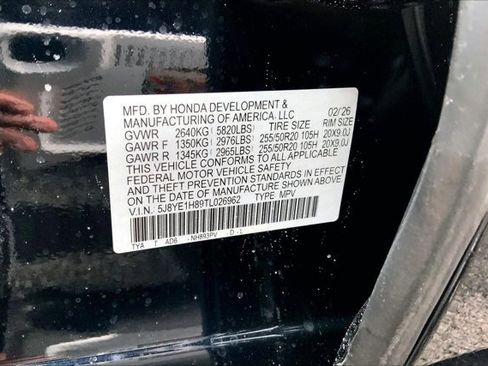 MFD. BY HONDA DEVELOPMENT &
MANUFACTURING OF AMERICA, LLC 02/26
GVWR 2640KG (5820LBS) TIRE SIZE RIM SIZE
GAWR F 1350KG (2976LBS) 255/50R20 105H 20X9.0J
GAWR R 1345KG (2965LBS) 255/50R20 105H 20X9.0J
THIS VEHICLE CONFORMS TO ALL APPLICABLE
FEDERAL MOTOR VEHICLE SAFETY
AND THEFT PREVENTION STANDARDS IN EFFECT
ON THE DATE OF MANUFACTURE SHOWN ABOVE.
V.I.N. 5J8YE1H89TL026962 TYPE MPV
TYA T AD6 NH893PV - D - L